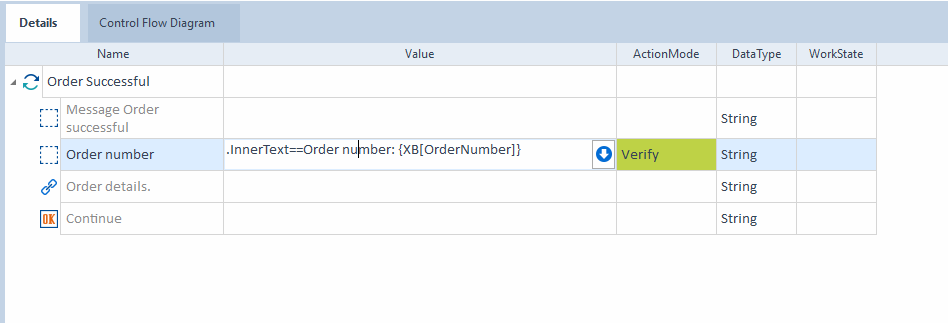 Details Control Flow Diagram
Name Value ActionMode DataType WorkState
Order Successful
Message Order
successful
String
Order number .InnerText==Order number: {XB[OrderNumber]} Verify String
Order details. String
OK Continue String